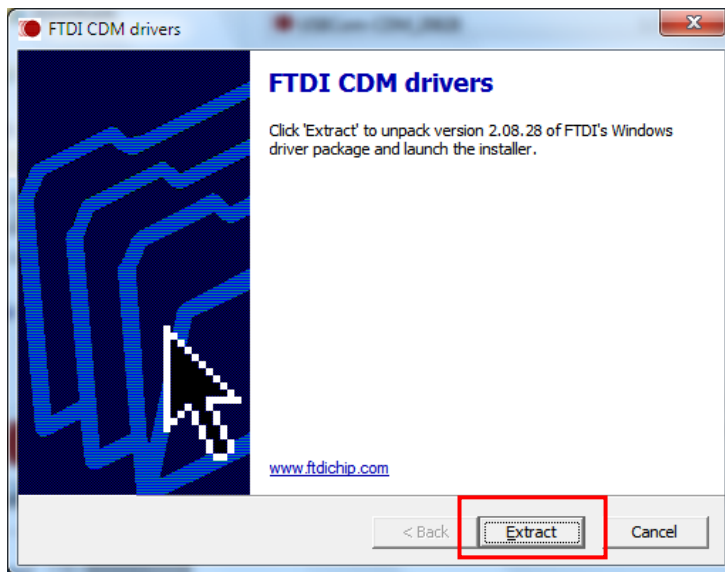 FTDI CDM drivers
FTDI CDM drivers
Click 'Extract' to unpack version 2.08.28 of FTDI's Windows
driver package and launch the installer.
www.ftdichip.com
< Back
Extract
Cancel